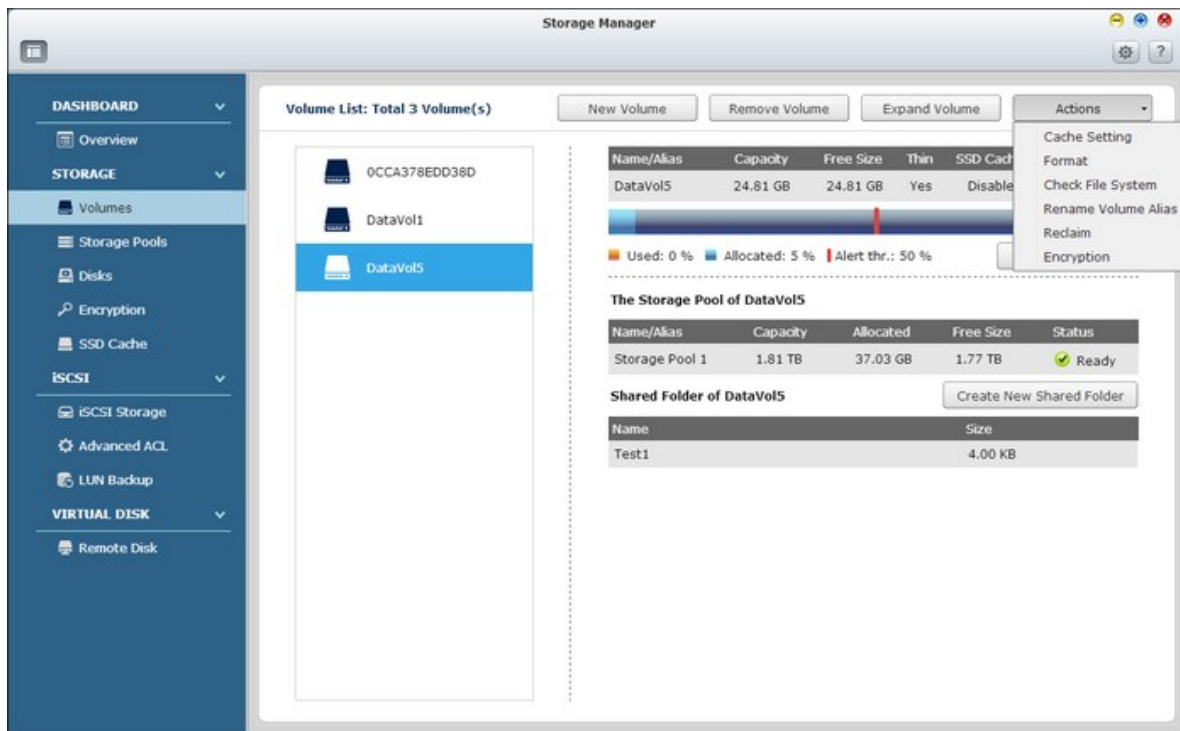 Storage Manager
?
DASHBOARD
Overview
STORAGE
Volumes
Storage Pools
Disks
Encryption
SSD Cache
iSCSI
iSCSI Storage
Advanced ACL
LUN Backup
VIRTUAL DISK
Remote Disk
Volume List: Total 3 Volume(s)
New Volume Remove Volume Expand Volume Actions
Cache Setting
Format
Check File System
Rename Volume Alias
Reclaim
Encryption
0CCA378EDD38D
DataVol1
DataVol5
Name/Alias Capacity Free Size Thin SSD Cach
DataVol5 24.81 GB 24.81 GB Yes Disable
Used: 0 % Allocated: 5 % Alert thr.: 50 %
The Storage Pool of DataVol5
Name/Alias Capacity Allocated Free Size Status
Storage Pool 1 1.81 TB 37.03 GB 1.77 TB Ready
Shared Folder of DataVol5 Create New Shared Folder
Name Size
Test1 4.00 KB